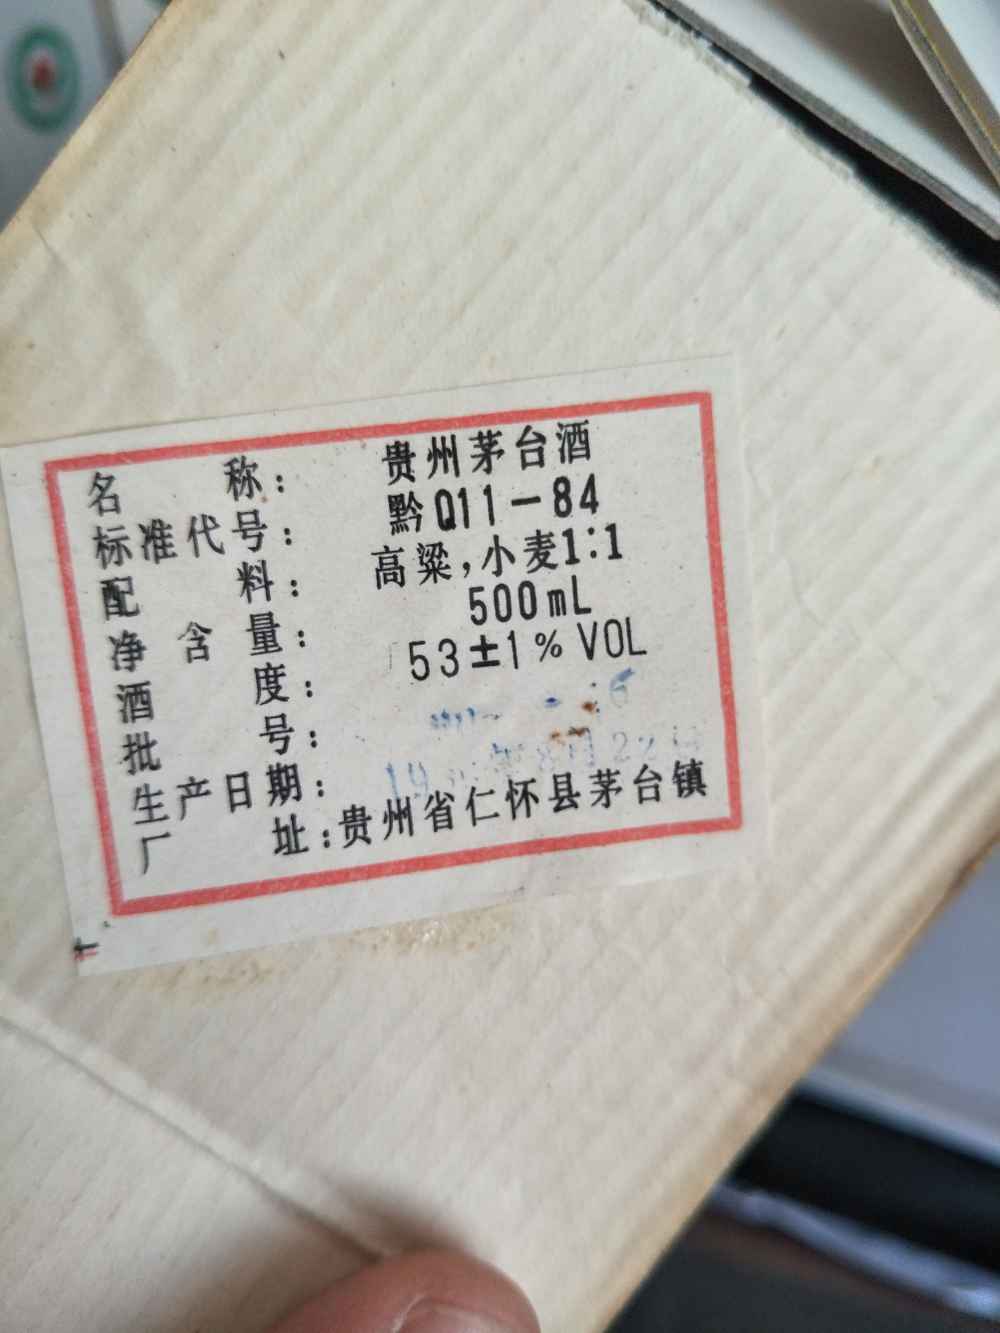 名称：贵州茅台酒
标准代号：黔Q11-84
配料：高粱,小麦1:1
净含量：500mL
酒度：53±1%VOL
批号：
生产日期：19
厂址：贵州省仁怀县茅台镇